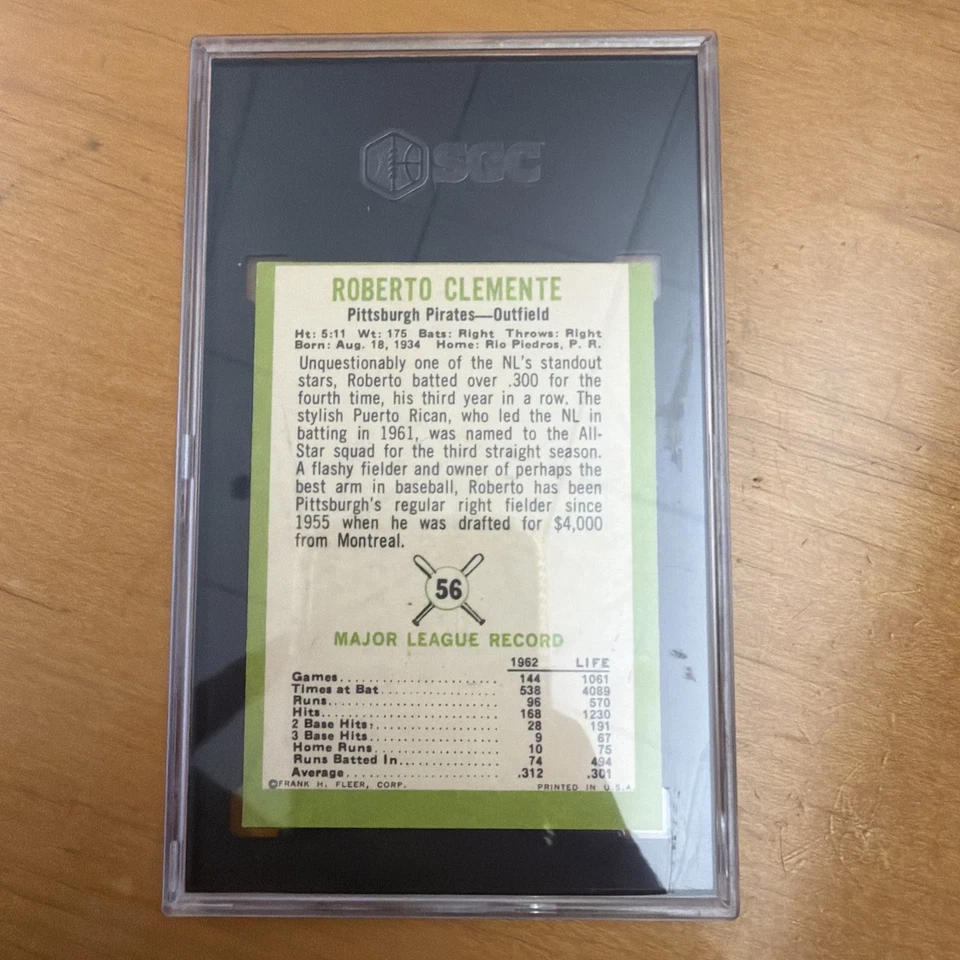 SGC
ROBERTO CLEMENTE
Pittsburgh Pirates—Outfield
Ht: 5:11 Wt: 175 Bats: Right Throws: Right
Born: Aug. 18, 1934 Home: Rio Piedros, P. R.
Unquestionably one of the NL's standout
stars, Roberto batted over .300 for the
fourth time, his third year in a row. The
stylish Puerto Rican, who led the NL in
batting in 1961, was named to the All-
Star squad for the third straight season.
A flashy fielder and owner of perhaps the
best arm in baseball, Roberto has been
Pittsburgh's regular right fielder since
1955 when he was drafted for $4,000
from Montreal.
56
MAJOR LEAGUE RECORD
1962 LIFE
Games 144 1061
Times at Bat 538 4089
Runs 96 570
Hits 168 1230
2 Base Hits 28 191
3 Base Hits 9 67
Home Runs 10 75
Runs Batted In 74 494
Average .312 .301
©FRANK H. FLEER, CORP. PRINTED IN U.S.A